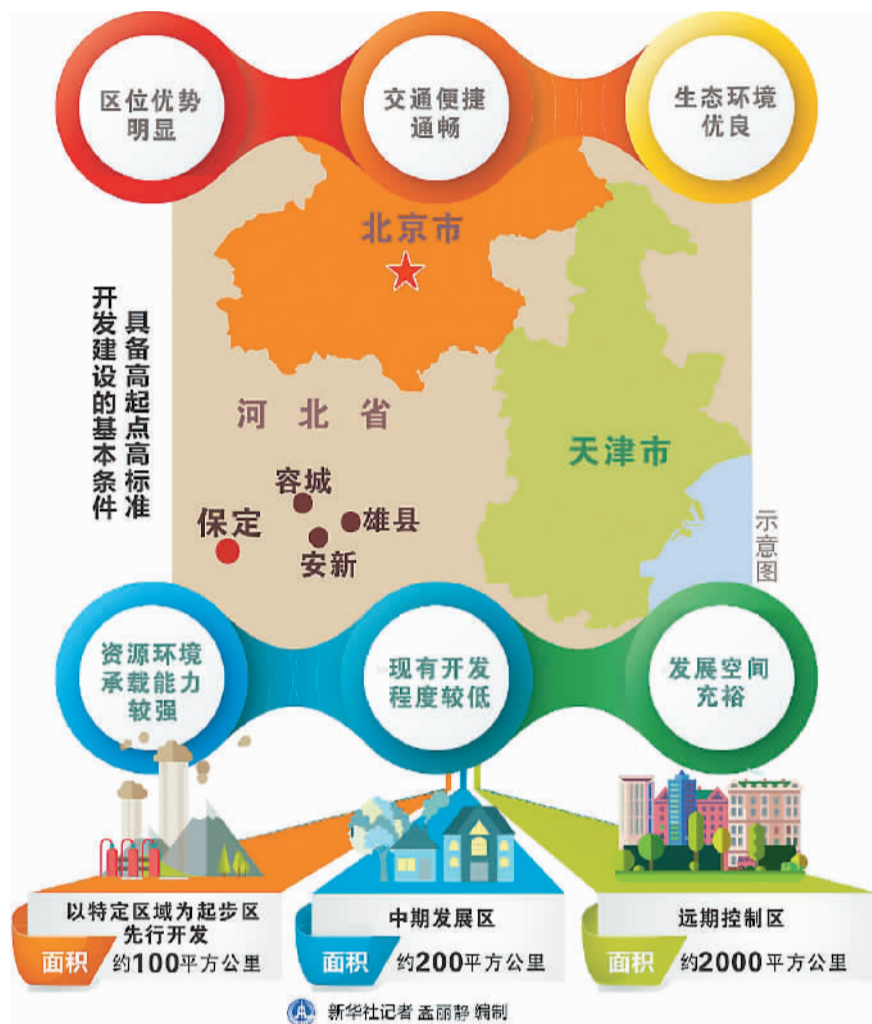 区位优势
明显
交通便捷
通畅
生态环境
优良
北京市
具备高起点高标准
开发建设的基本条件
河北省
天津市
容城
保定
雄县
安新
示意图
资源环境
承载能力
较强
现有开发
程度较低
发展空间
充裕
以特定区域为起步区
先行开发
面积 约100平方公里
中期发展区
面积 约200平方公里
远期控制区
面积 约2000平方公里
新华社记者 孟丽静 编制